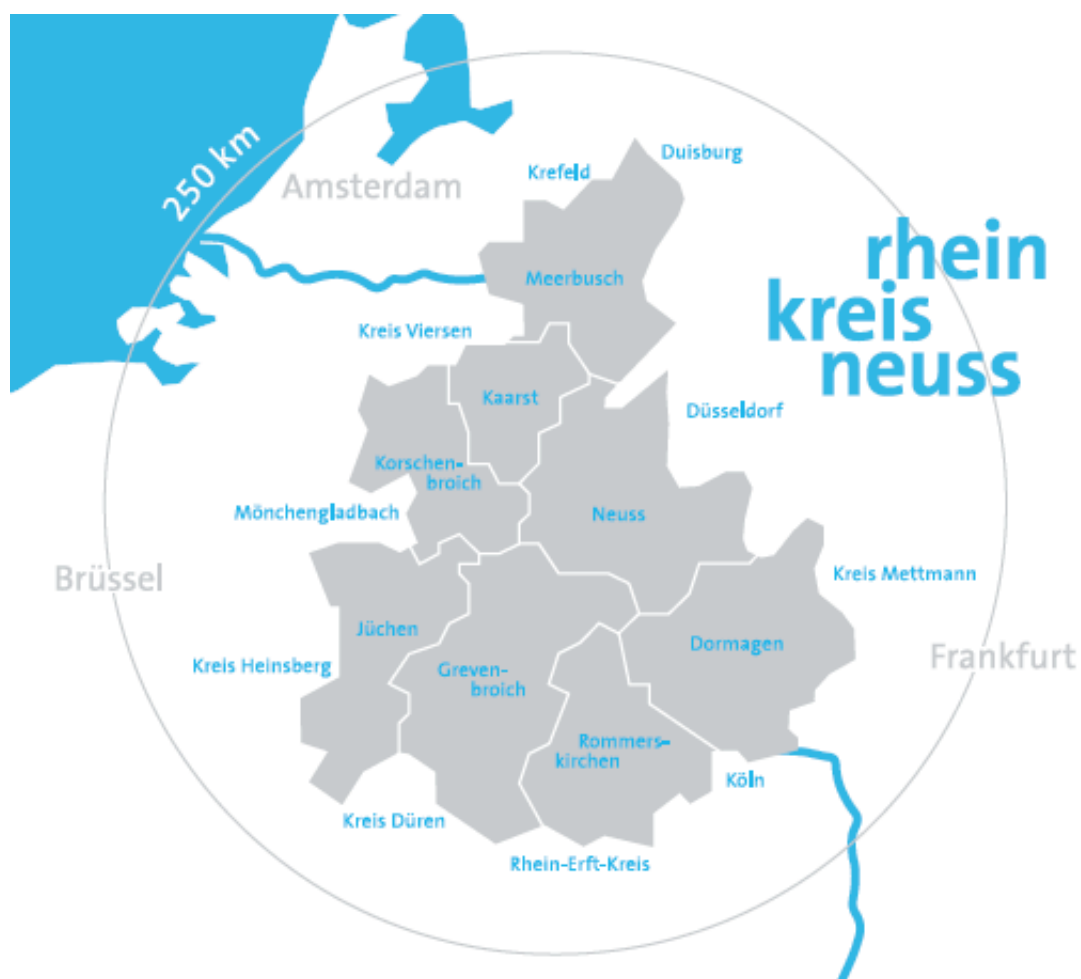 250 km
Amsterdam
Krefeld
Duisburg
rhein
kreis
neuss
Meerbusch
Kreis Viersen
Kaarst
Düsseldorf
Korschen-
broich
Mönchengladbach
Neuss
Brüssel
Kreis Mettmann
Jüchen
Dormagen
Frankfurt
Kreis Heinsberg
Greven-
broich
Rommers-
kirchen
Köln
Kreis Düren
Rhein-Erft-Kreis